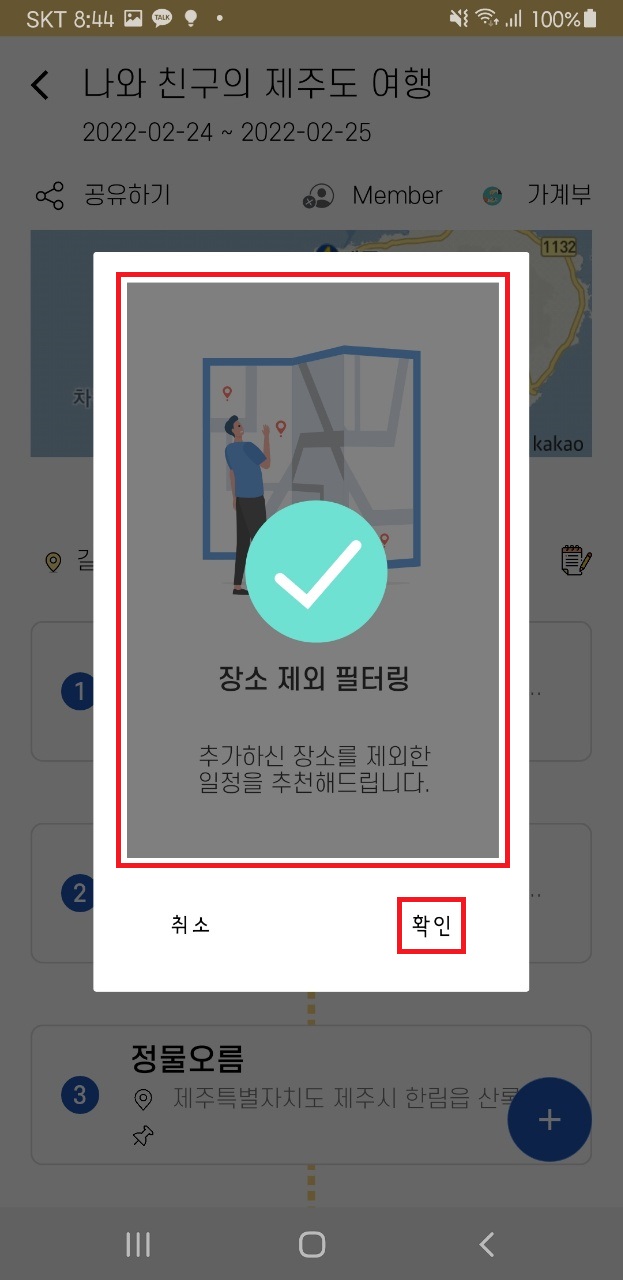 SKT 8:44 TALK 100%
나와 친구의 제주도 여행
2022-02-24 ~ 2022-02-25
공유하기 Member 가계부
1132
차
kakao
장소 제외 필터링
추가하신 장소를 제외한
일정을 추천해드립니다.
1
..
2
..
취소 확인
정물오름
3 제주특별자치도 제주시 한림읍
+